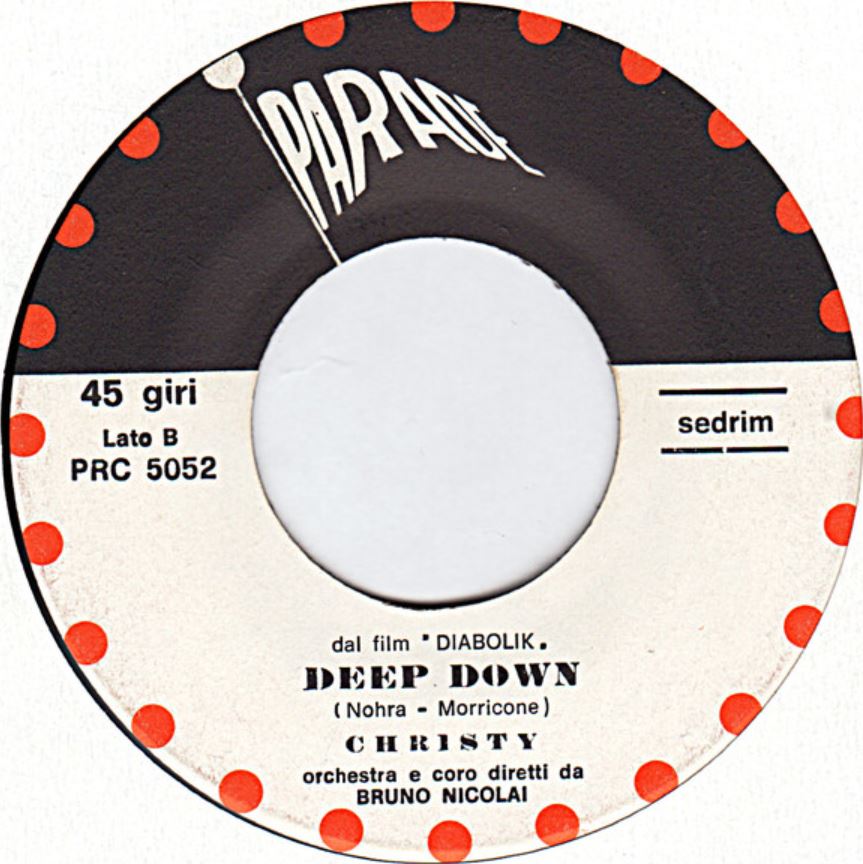 PARADE
45 giri
Lato B
PRC 5052
sedrim
dal film " DIABOLIK „
DEEP DOWN
(Nohra - Morricone)
CHRISTY
orchestra e coro diretti da
BRUNO NICOLAI